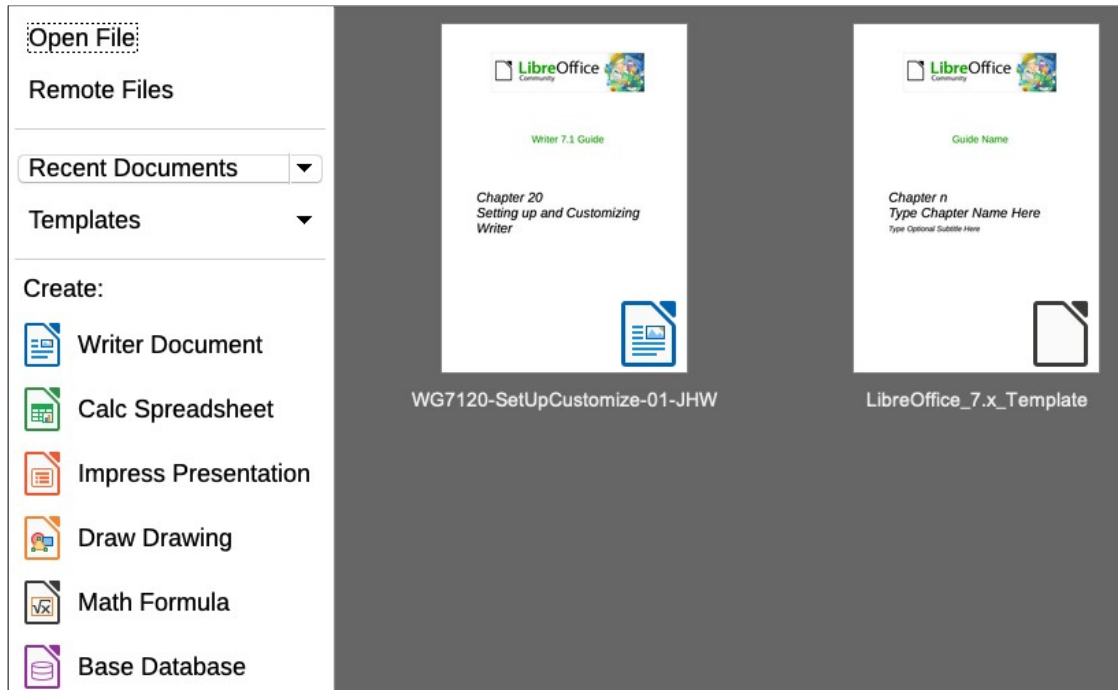 Open File
Remote Files
Recent Documents
Templates
Create:
Writer Document
Calc Spreadsheet
Impress Presentation
Draw Drawing
Math Formula
Base Database
LibreOffice
Community
Writer 7.1 Guide
Chapter 20
Setting up and Customizing
Writer
WG7120-SetUpCustomize-01-JHW
LibreOffice
Community
Guide Name
Chapter n
Type Chapter Name Here
Type Optional Subtitle Here
LibreOffice_7.x_Template